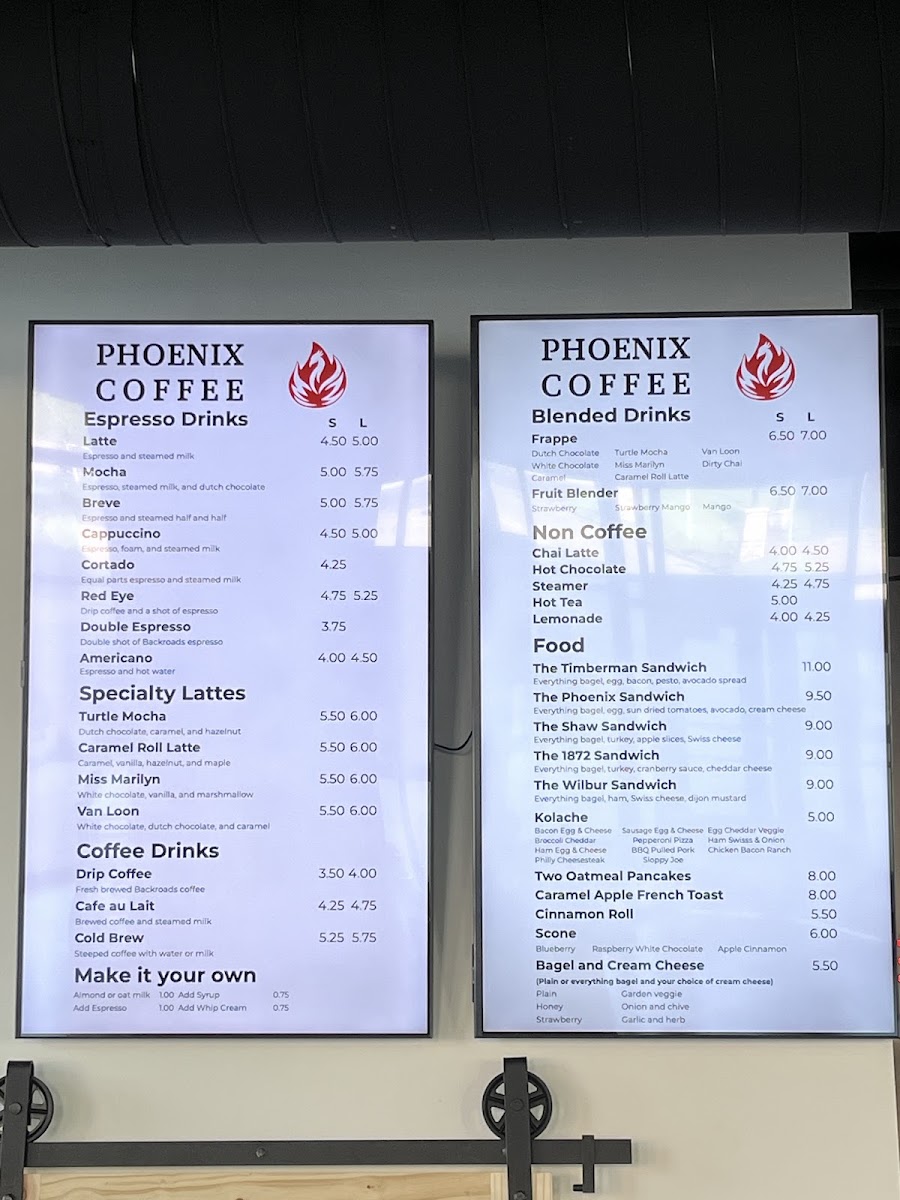 PHOENIX
COFFEE
Espresso Drinks S L
Latte 4.50 5.00
Espresso and steamed milk
Mocha 5.00 5.75
Espresso, steamed milk, and dutch chocolate
Breve 5.00 5.75
Espresso and steamed half and half
Cappuccino 4.50 5.00
Espresso, foam, and steamed milk
Cortado 4.25
Equal parts espresso and steamed milk
Red Eye 4.75 5.25
Drip coffee and a shot of espresso
Double Espresso 3.75
Double shot of Backroads espresso
Americano 4.00 4.50
Espresso and hot water
Specialty Lattes
Turtle Mocha 5.50 6.00
Dutch chocolate, caramel, and hazelnut
Caramel Roll Latte 5.50 6.00
Caramel, vanilla, hazelnut, and maple
Miss Marilyn 5.50 6.00
White chocolate, vanilla, and marshmallow
Van Loon 5.50 6.00
White chocolate, dutch chocolate, and caramel
Coffee Drinks
Drip Coffee 3.50 4.00
Fresh brewed Backroads coffee
Cafe au Lait 4.25 4.75
Brewed coffee and steamed milk
Cold Brew 5.25 5.75
Steeped coffee with water or milk
Make it your own
Almond or oat milk 1.00 Add Syrup 0.75
Add Espresso 1.00 Add Whip Cream 0.75
PHOENIX
COFFEE
Blended Drinks S L
Frappe 6.50 7.00
Dutch Chocolate Turtle Mocha Van Loon
White Chocolate Miss Marilyn Dirty Chai
Caramel Caramel Roll Latte
Fruit Blender 6.50 7.00
Strawberry Strawberry Mango Mango
Non Coffee
Chai Latte 4.00 4.50
Hot Chocolate 4.75 5.25
Steamer 4.25 4.75
Hot Tea 5.00
Lemonade 4.00 4.25
Food
The Timberman Sandwich 11.00
Everything bagel, egg, bacon, pesto, avocado spread
The Phoenix Sandwich 9.50
Everything bagel, egg, sun dried tomatoes, avocado, cream cheese
The Shaw Sandwich 9.00
Everything bagel, turkey, apple slices, Swiss cheese
The 1872 Sandwich 9.00
Everything bagel, turkey, cranberry sauce, cheddar cheese
The Wilbur Sandwich 9.00
Everything bagel, ham, Swiss cheese, dijon mustard
Kolache 5.00
Bacon Egg & Cheese Sausage Egg & Cheese Egg Cheddar Veggie
Broccoli Cheddar Pepperoni Pizza Ham Swisss & Onion
Ham Egg & Cheese BBQ Pulled Pork Chicken Bacon Ranch
Philly Cheesesteak Sloppy Joe
Two Oatmeal Pancakes 8.00
Caramel Apple French Toast 8.00
Cinnamon Roll 5.50
Scone 6.00
Blueberry Raspberry White Chocolate Apple Cinnamon
Bagel and Cream Cheese 5.50
(Plain or everything bagel and your choice of cream cheese)
Plain Garden veggie
Honey Onion and chive
Strawberry Garlic and herb